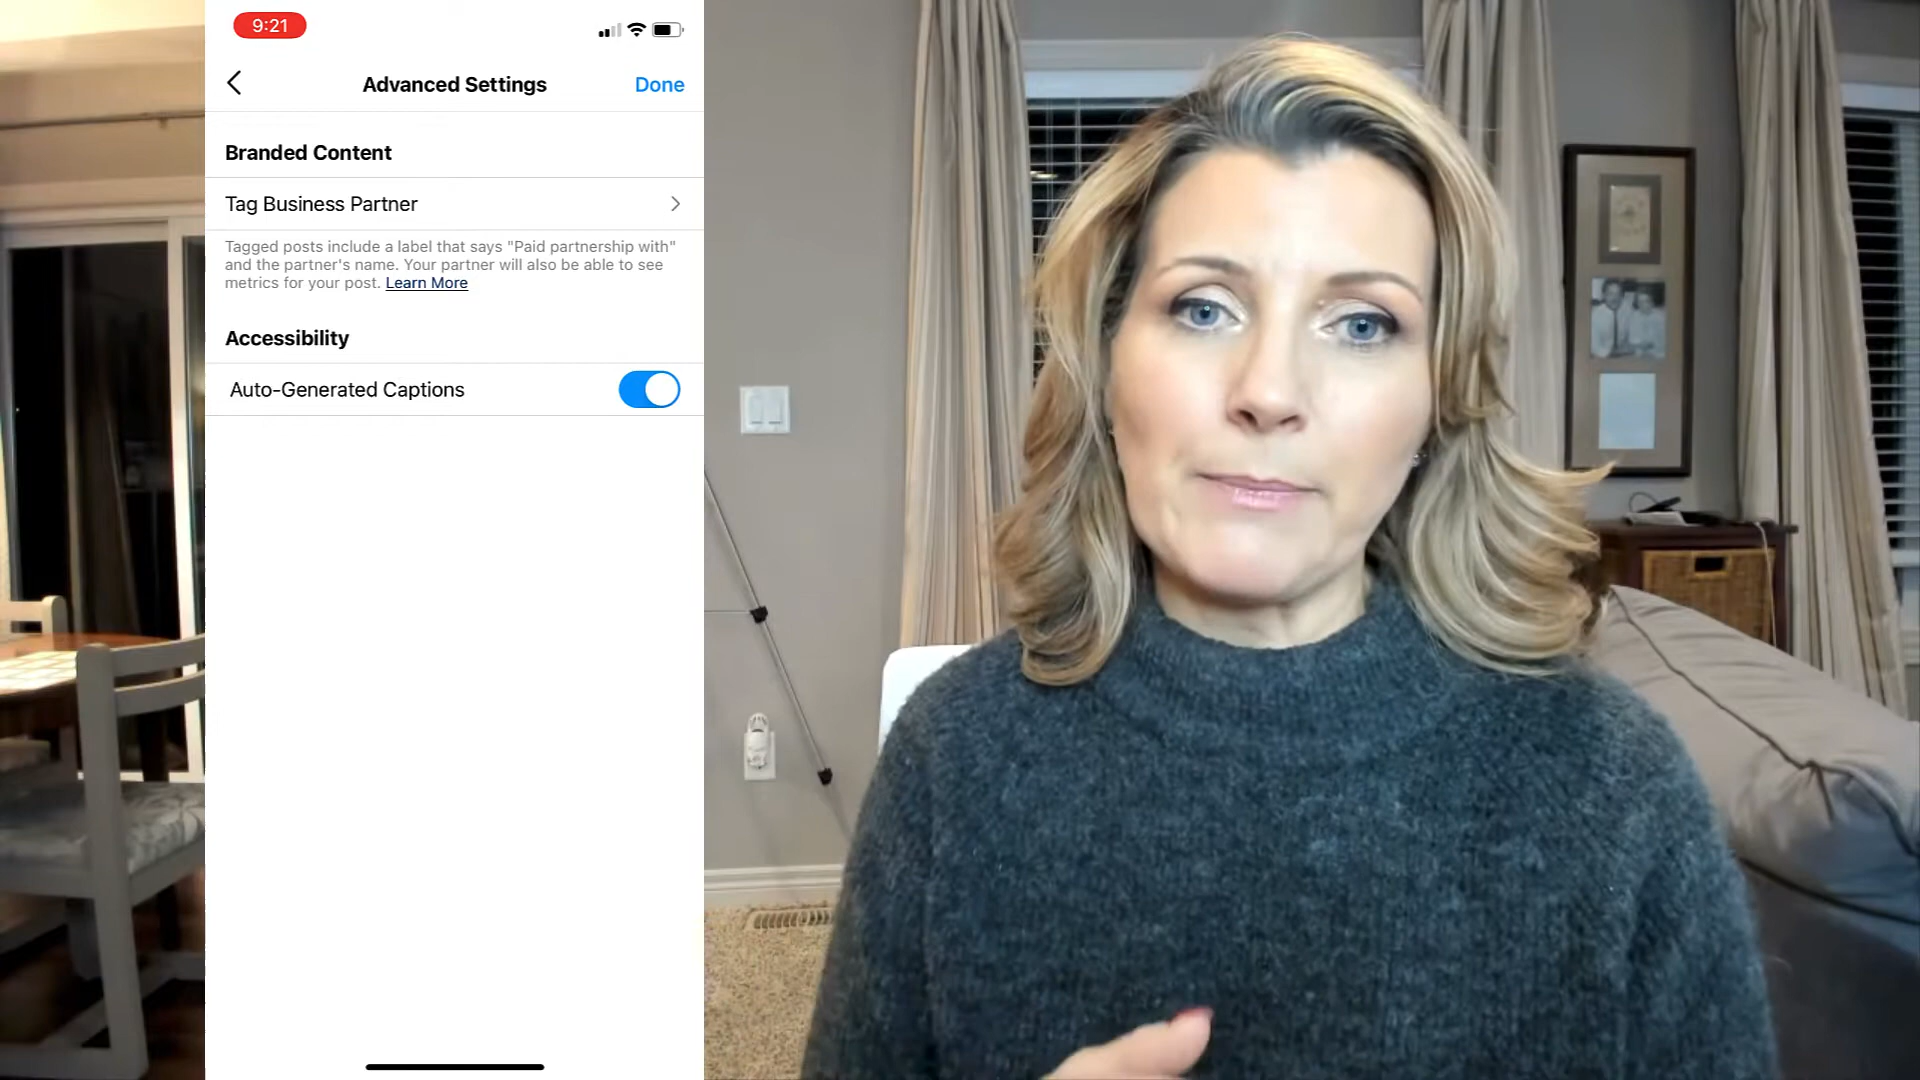 9:21
Advanced Settings
Done
Branded Content
Tag Business Partner
Tagged posts include a label that says "Paid partnership with"
and the partner's name. Your partner will also be able to see
metrics for your post. Learn More
Accessibility
Auto-Generated Captions